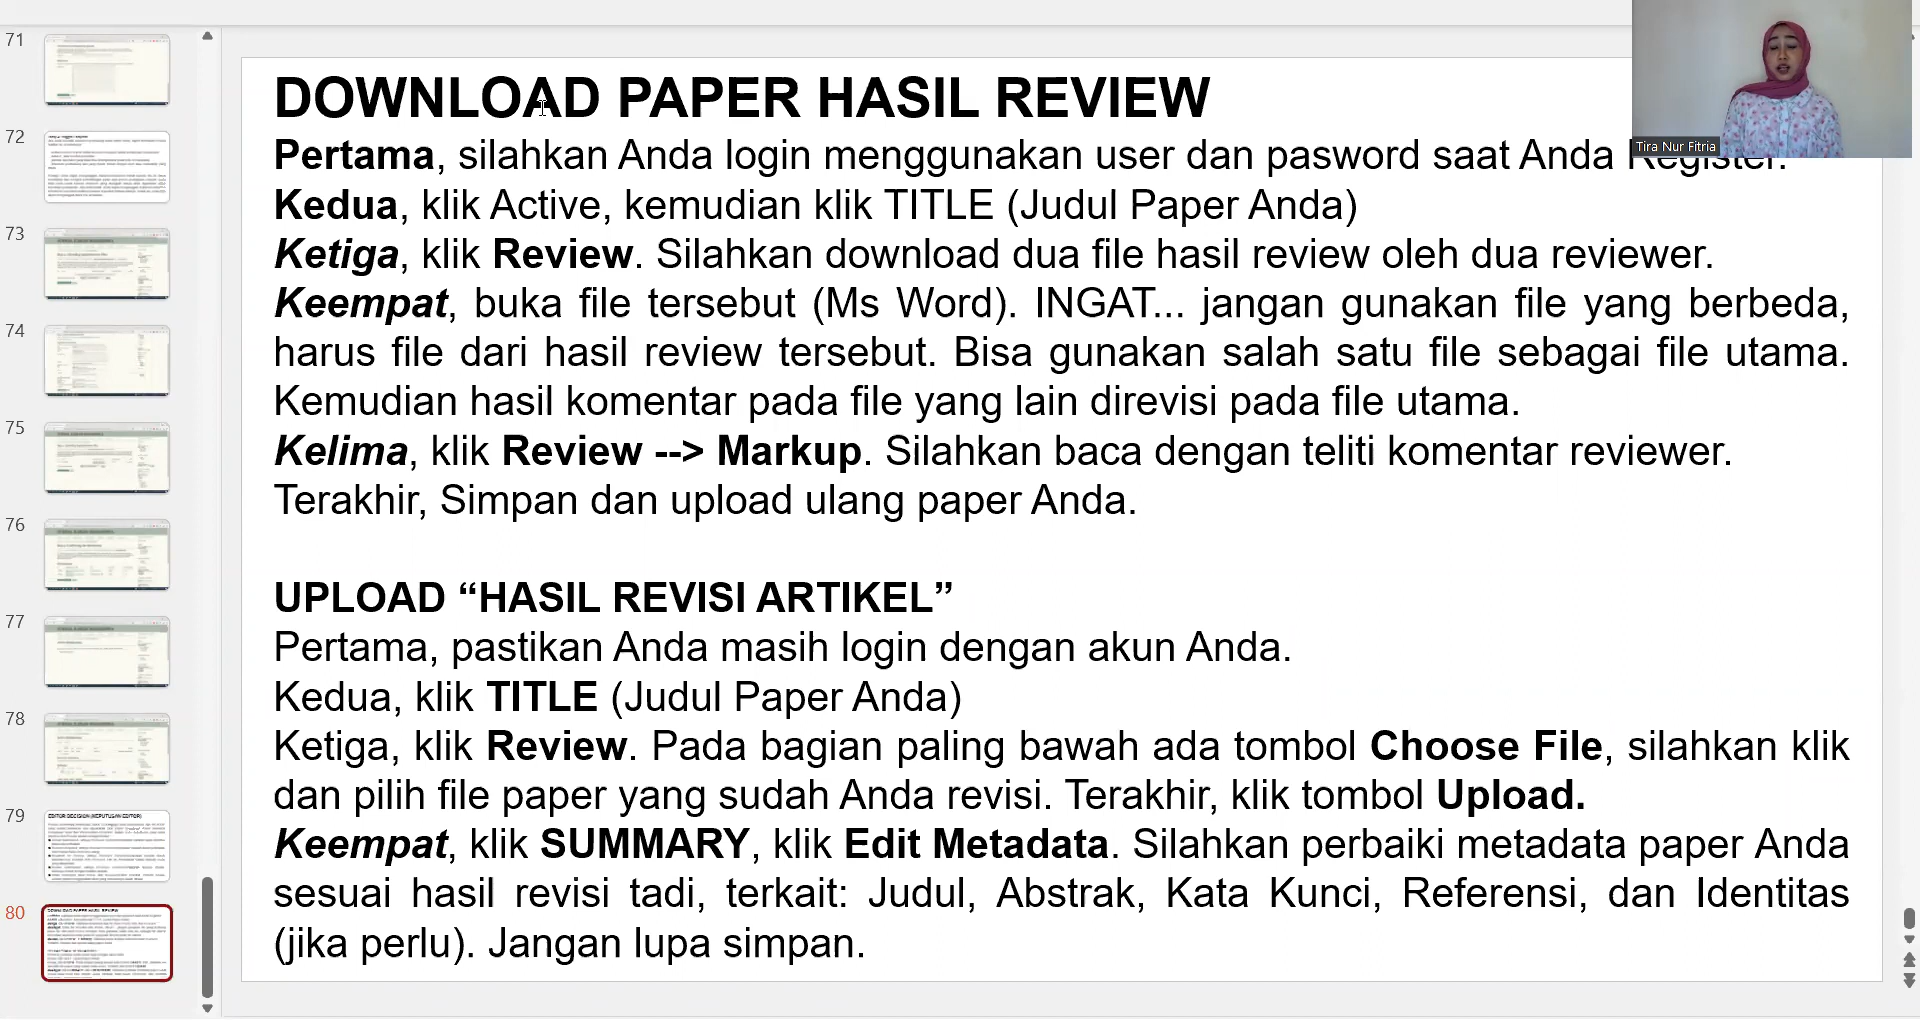 DOWNLOAD PAPER HASIL REVIEW
Pertama, silahkan Anda login menggunakan user dan pasword saat Anda Register.
Kedua, klik Active, kemudian klik TITLE (Judul Paper Anda)
Ketiga, klik Review. Silahkan download dua file hasil review oleh dua reviewer.
Keempat, buka file tersebut (Ms Word). INGAT... jangan gunakan file yang berbeda,
harus file dari hasil review tersebut. Bisa gunakan salah satu file sebagai file utama.
Kemudian hasil komentar pada file yang lain direvisi pada file utama.
Kelima, klik Review --> Markup. Silahkan baca dengan teliti komentar reviewer.
Terakhir, Simpan dan upload ulang paper Anda.
UPLOAD “HASIL REVISI ARTIKEL”
Pertama, pastikan Anda masih login dengan akun Anda.
Kedua, klik TITLE (Judul Paper Anda)
Ketiga, klik Review. Pada bagian paling bawah ada tombol Choose File, silahkan klik
dan pilih file paper yang sudah Anda revisi. Terakhir, klik tombol Upload.
Keempat, klik SUMMARY, klik Edit Metadata. Silahkan perbaiki metadata paper Anda
sesuai hasil revisi tadi, terkait: Judul, Abstrak, Kata Kunci, Referensi, dan Identitas
(jika perlu). Jangan lupa simpan.
Tira Nur Fitria
71
72
73
74
75
76
77
78
79
EDITOR DECISION (KEPUTUSAN EDITOR)
80